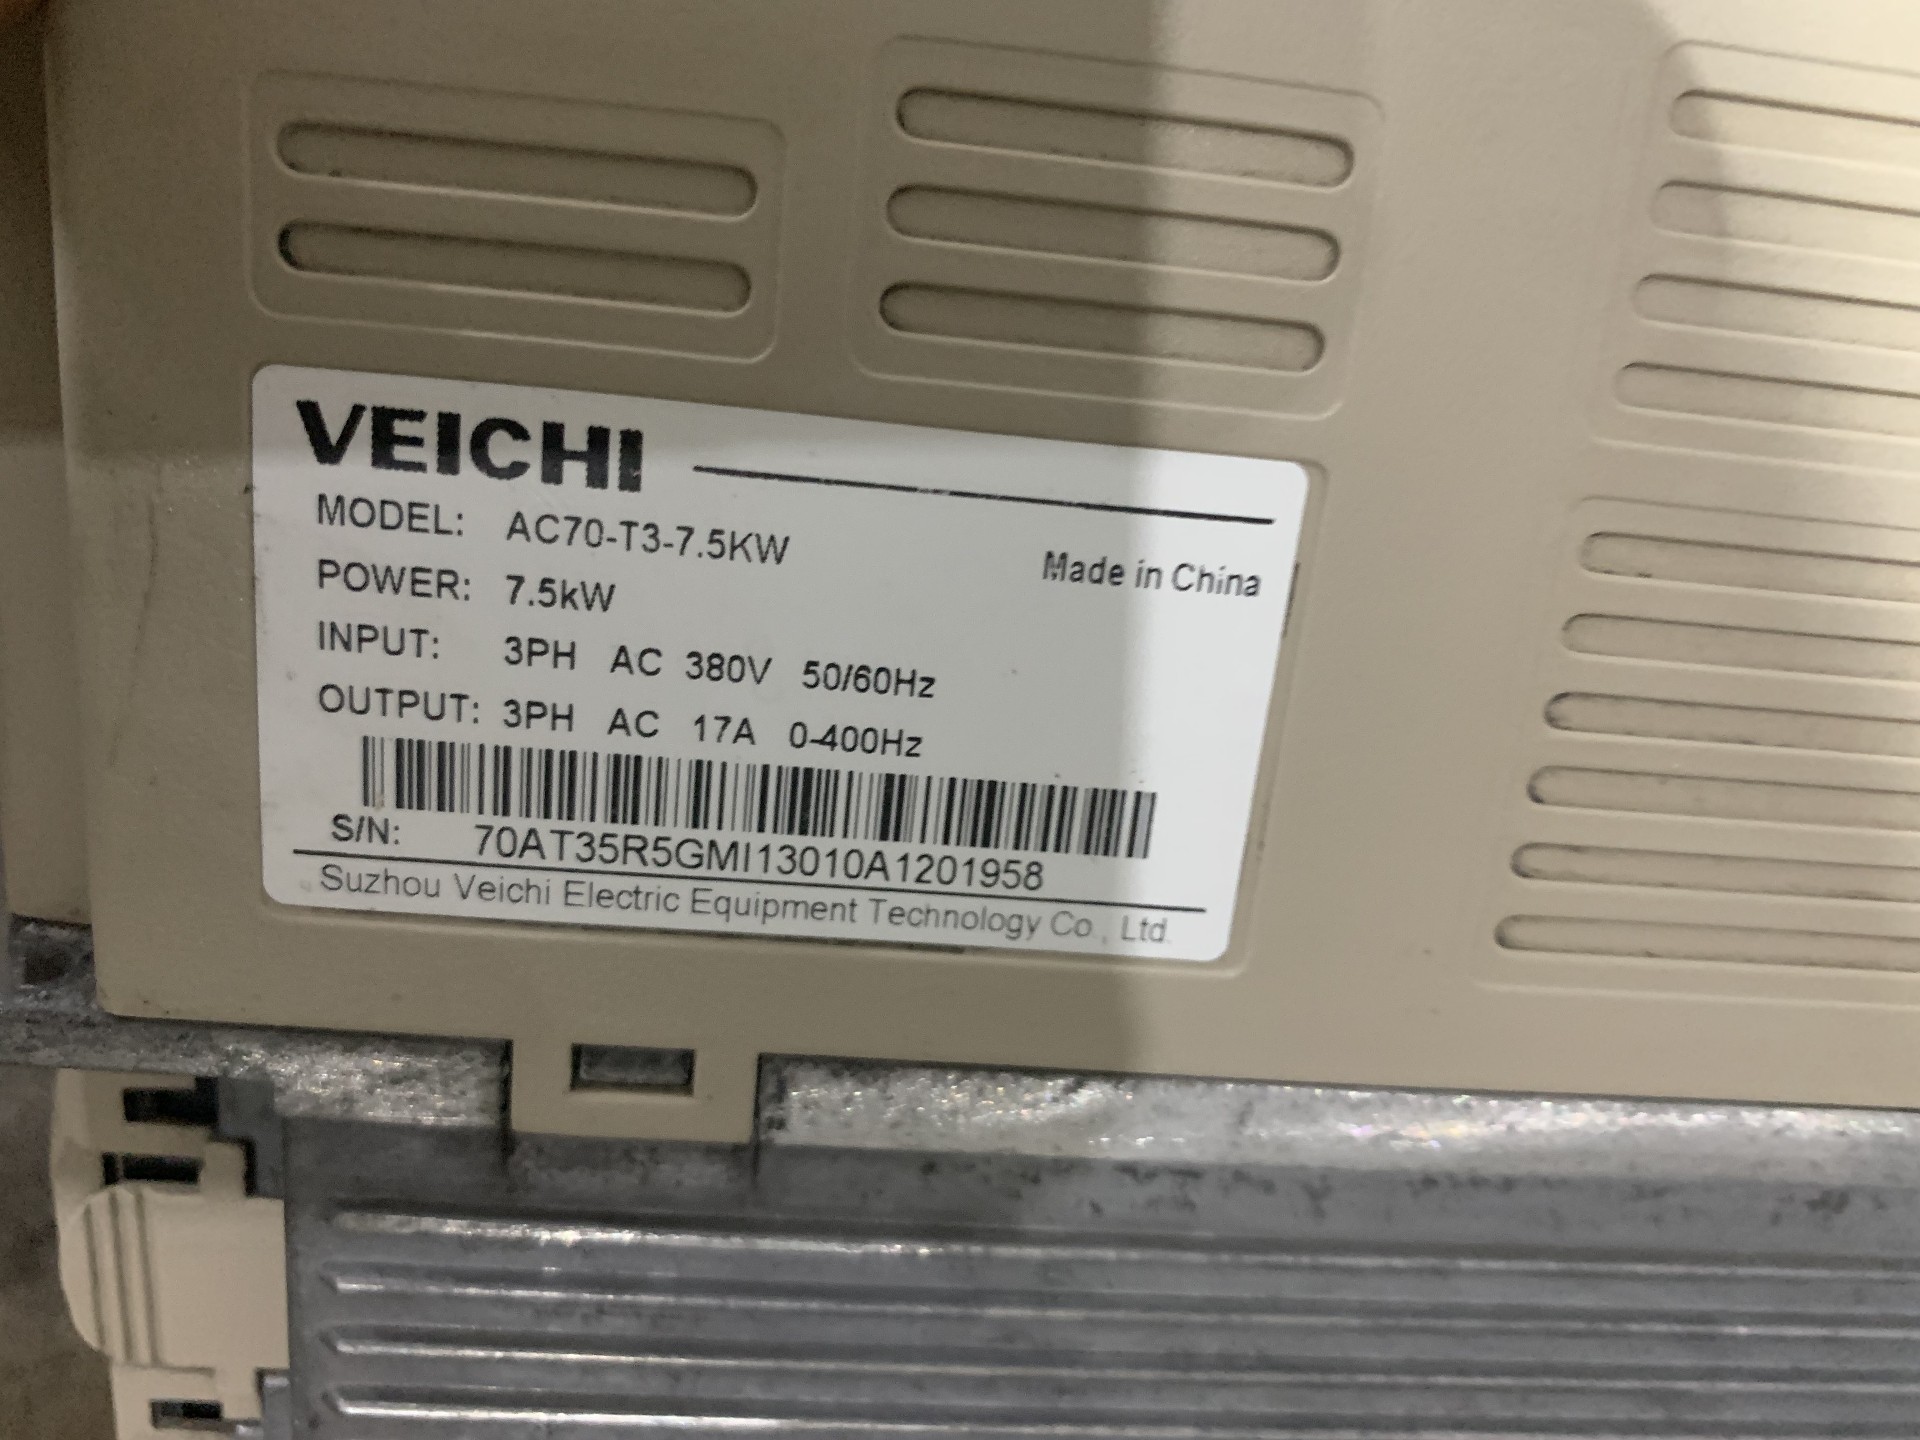 VEICHI
MODEL: AC70-T3-7.5KW
Made in China
POWER: 7.5kW
INPUT: 3PH AC 380V 50/60Hz
OUTPUT: 3PH AC 17A 0-400Hz
S/N: 70AT35R5GMI13010A1201958
Suzhou Veichi Electric Equipment Technology Co., Ltd.